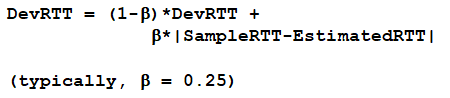 DevRTT = (1-β)*DevRTT +
β*|SampleRTT-EstimatedRTT|
(typically, β = 0.25)